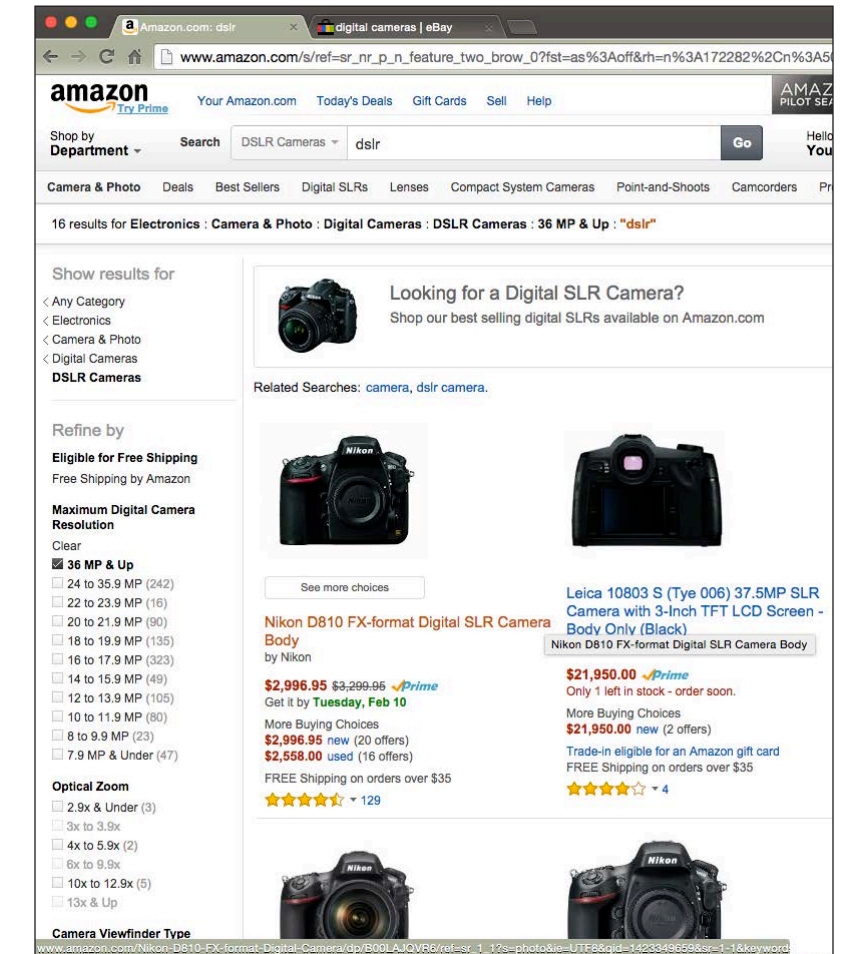 Amazon.com: dslr
digital cameras | eBay
www.amazon.com/s/ref=sr_nr_p_n_feature_two_brow_0?fst=as%3Aoff&rh=n%3A172282%2Cn%3A50
amazon
Try Prime
Your Amazon.com Today's Deals Gift Cards Sell Help
AMAZ
PILOT SEA
Shop by
Department
Search
DSLR Cameras
dslr
Go
Hello
You
Camera & Photo Deals Best Sellers Digital SLRs Lenses Compact System Cameras Point-and-Shoots Camcorders Pr
16 results for Electronics : Camera & Photo : Digital Cameras : DSLR Cameras : 36 MP & Up : "dslr"
Show results for
< Any Category
< Electronics
< Camera & Photo
< Digital Cameras
DSLR Cameras
Refine by
Eligible for Free Shipping
Free Shipping by Amazon
Maximum Digital Camera
Resolution
Clear
36 MP & Up
24 to 35.9 MP (242)
22 to 23.9 MP (16)
20 to 21.9 MP (90)
18 to 19.9 MP (135)
16 to 17.9 MP (323)
14 to 15.9 MP (49)
12 to 13.9 MP (105)
10 to 11.9 MP (80)
8 to 9.9 MP (23)
7.9 MP & Under (47)
Optical Zoom
2.9x & Under (3)
3x to 3.9x
4x to 5.9x (2)
6x to 9.9x
10x to 12.9x (5)
13x & Up
Camera Viewfinder Type
Looking for a Digital SLR Camera?
Shop our best selling digital SLRs available on Amazon.com
Related Searches: camera, dslr camera.
Nikon
See more choices
Nikon D810 FX-format Digital SLR Camera
Body
by Nikon
$2,996.95 $3,299.95 Prime
Get it by Tuesday, Feb 10
More Buying Choices
$2,996.95 new (20 offers)
$2,558.00 used (16 offers)
FREE Shipping on orders over $35
129
Leica 10803 S (Tye 006) 37.5MP SLR
Camera with 3-Inch TFT LCD Screen -
Body Only (Black)
Nikon D810 FX-format Digital SLR Camera Body
$21,950.00 Prime
Only 1 left in stock - order soon.
More Buying Choices
$21,950.00 new (2 offers)
Trade-in eligible for an Amazon gift card
FREE Shipping on orders over $35
4
Nikon
Nikon
www.amazon.com/Nikon-D810-FX-format-Digital-Camera/dp/B00LAJQVR6/ref=sr_1_1?s=photo&ie=UTF8&qid=1423349659&sr=1-1&keyword